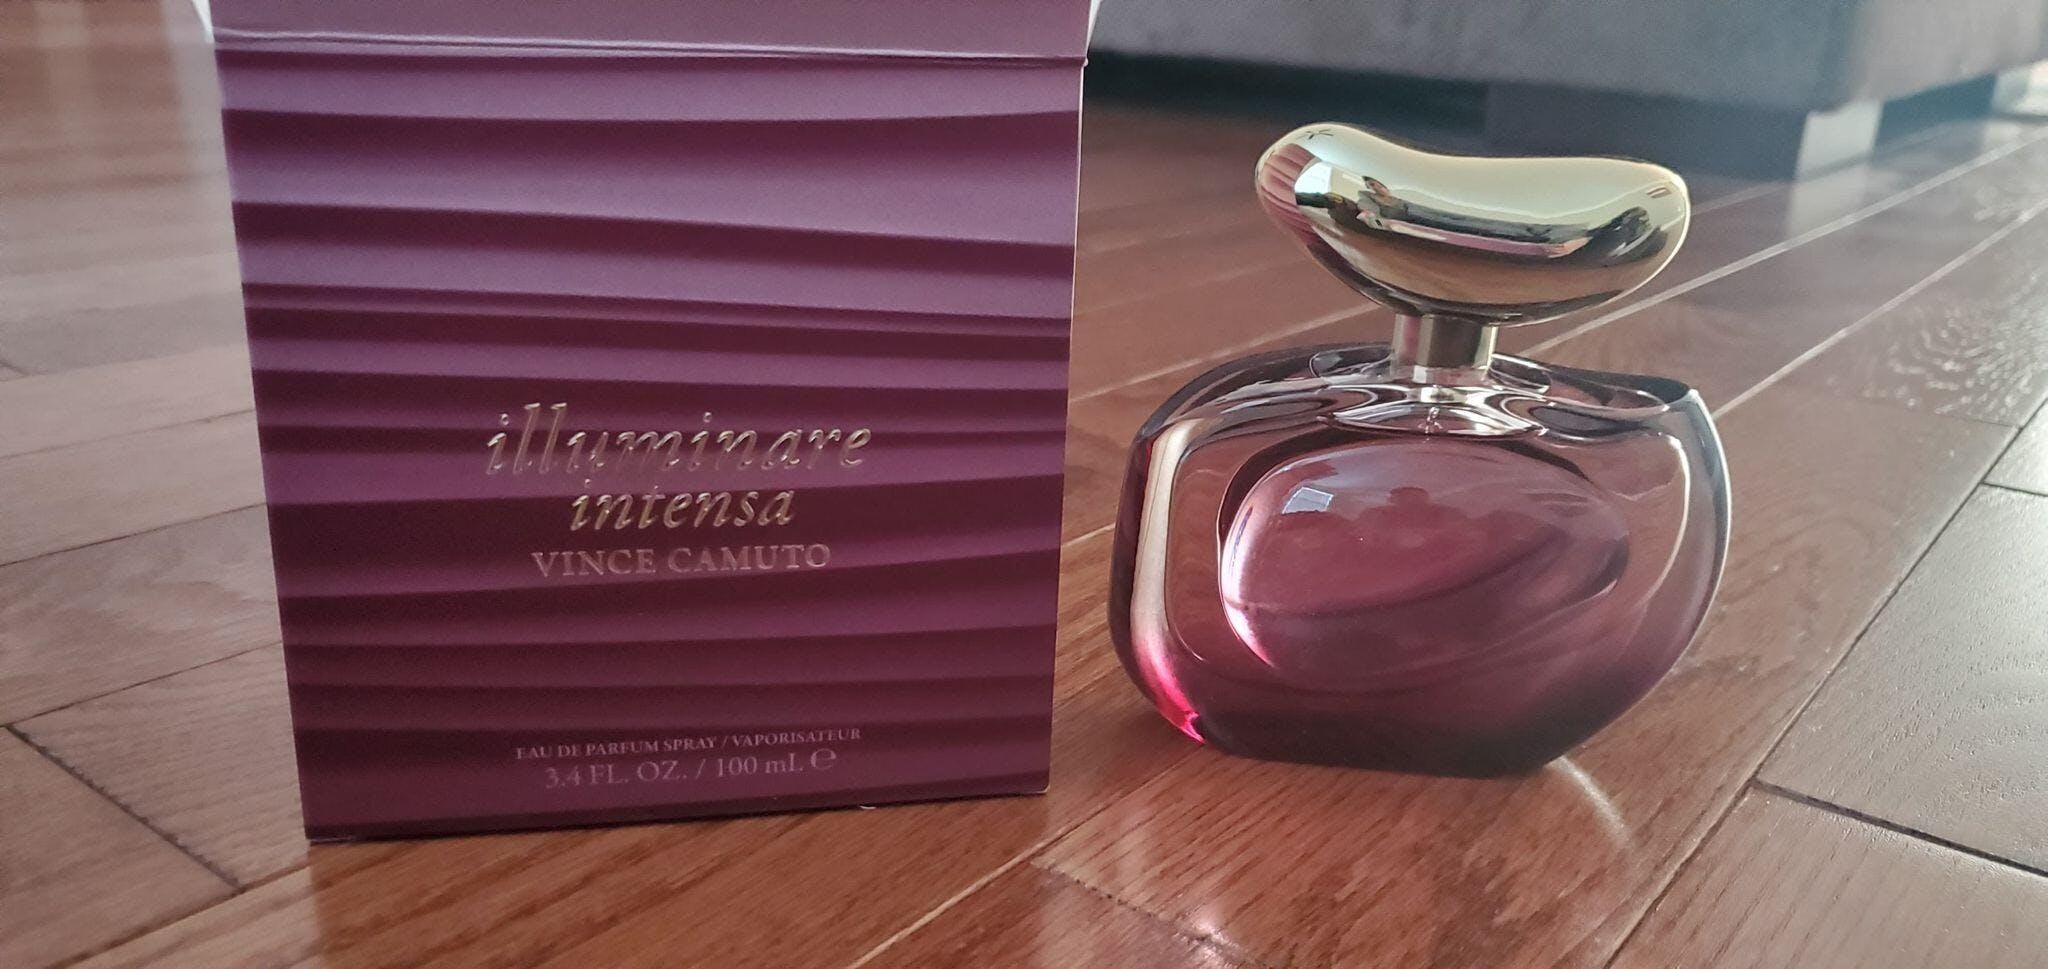 illuminare
intensa
VINCE CAMUTO
EAU DE PARFUM SPRAY / VAPORISATEUR
3.4 FL. OZ. / 100 mL ℮